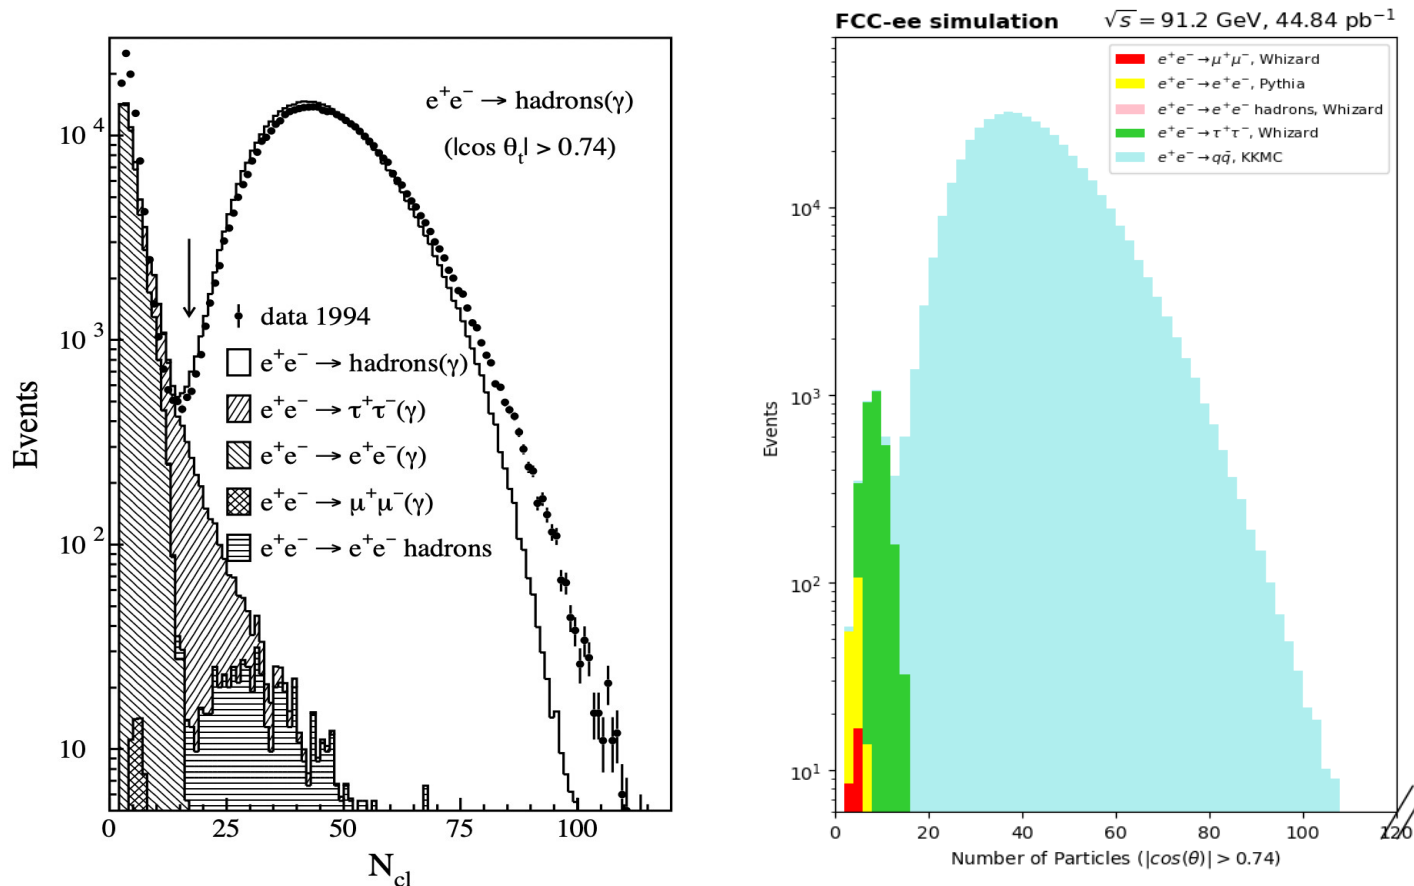 e⁺e⁻ → hadrons(γ)
(|cos θₜ| > 0.74)
10⁴
10³
10²
10
Events
data 1994
e⁺e⁻ → hadrons(γ)
e⁺e⁻ → τ⁺τ⁻(γ)
e⁺e⁻ → e⁺e⁻(γ)
e⁺e⁻ → μ⁺μ⁻(γ)
e⁺e⁻ → e⁺e⁻ hadrons
0 25 50 75 100
N_cl
FCC-ee simulation √s = 91.2 GeV, 44.84 pb⁻¹
e⁺e⁻ → μ⁺μ⁻, Whizard
e⁺e⁻ → e⁺e⁻, Pythia
e⁺e⁻ → e⁺e⁻ hadrons, Whizard
e⁺e⁻ → τ⁺τ⁻, Whizard
e⁺e⁻ → qq̄, KKMC
10⁴
10³
10²
10¹
Events
0 20 40 60 80 100 120
Number of Particles (|cos(θ)| > 0.74)